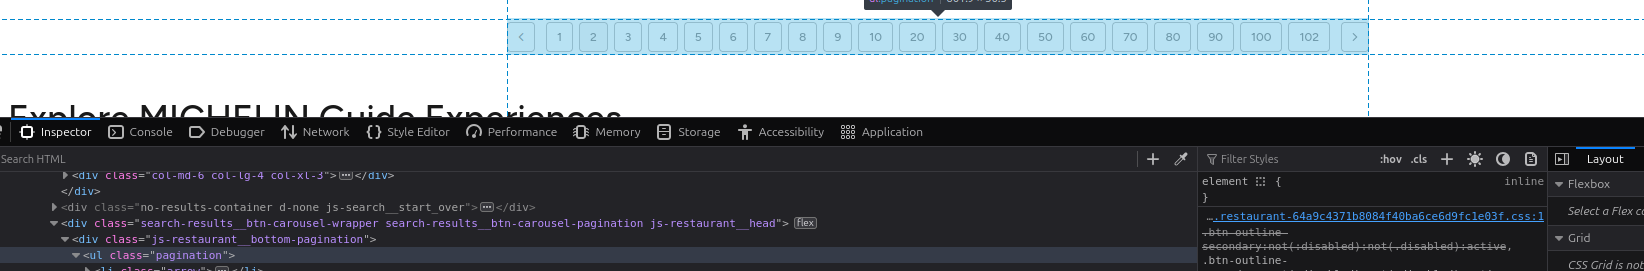 ul.pagination
< 1 2 3 4 5 6 7 8 9 10 20 30 40 50 60 70 80 90 100 102 >
Explore MICHELIN Guide Experiences
Inspector Console Debugger Network Style Editor Performance Memory Storage Accessibility Application
Search HTML
<div class="col-md-6 col-lg-4 col-xl-3"></div>
</div>
<div class="no-results-container d-none js-search__start_over"></div>
<div class="search-results__btn-carousel-wrapper search-results__btn-carousel-pagination js-restaurant__head"> Flex
<div class="js-restaurant__bottom-pagination">
<ul class="pagination">
<li class="arrow"></li>
Filter Styles :hov .cls
element { inline
}
….restaurant-64a9c4371b8084f40ba6ce6d9fc1e03f.css:1
.btn-outline-
secondary:not(:disabled):not(.disabled):active,
.btn-outline-
Layout
Flexbox
Select a Flex co
Grid
CSS Grid is not